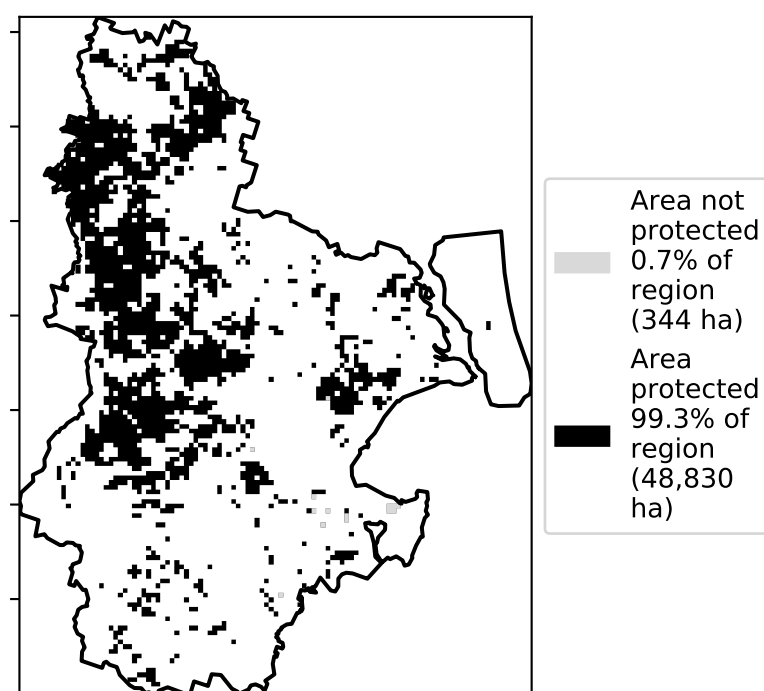 Area not
protected
0.7% of
region
(344 ha)
Area
protected
99.3% of
region
(48,830
ha)